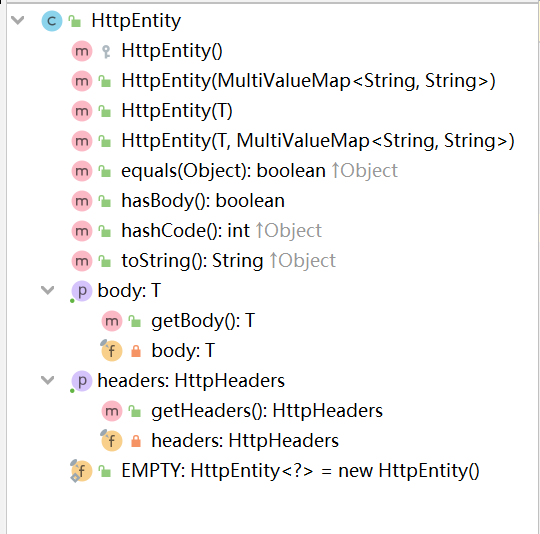 HttpEntity
HttpEntity()
HttpEntity(MultiValueMap<String, String>)
HttpEntity(T)
HttpEntity(T, MultiValueMap<String, String>)
equals(Object): boolean ↑Object
hasBody(): boolean
hashCode(): int ↑Object
toString(): String ↑Object
body: T
getBody(): T
body: T
headers: HttpHeaders
getHeaders(): HttpHeaders
headers: HttpHeaders
EMPTY: HttpEntity<?> = new HttpEntity()